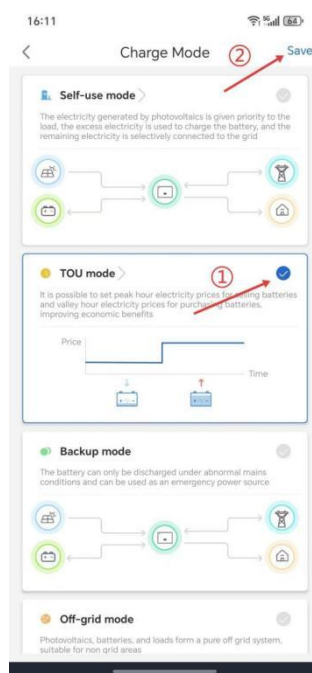 16:11
5G
64
Charge Mode
②
Save
Self-use mode
The electricity generated by photovoltaics is given priority to the
load, the excess electricity is used to charge the battery, and the
remaining electricity is selectively connected to the grid
TOU mode
①
It is possible to set peak hour electricity prices for selling batteries
and valley hour electricity prices for purchasing batteries,
improving economic benefits
Price
Time
Backup mode
The battery can only be discharged under abnormal mains
conditions and can be used as an emergency power source
Off-grid mode
Photovoltaics, batteries, and loads form a pure off grid system,
suitable for non grid areas